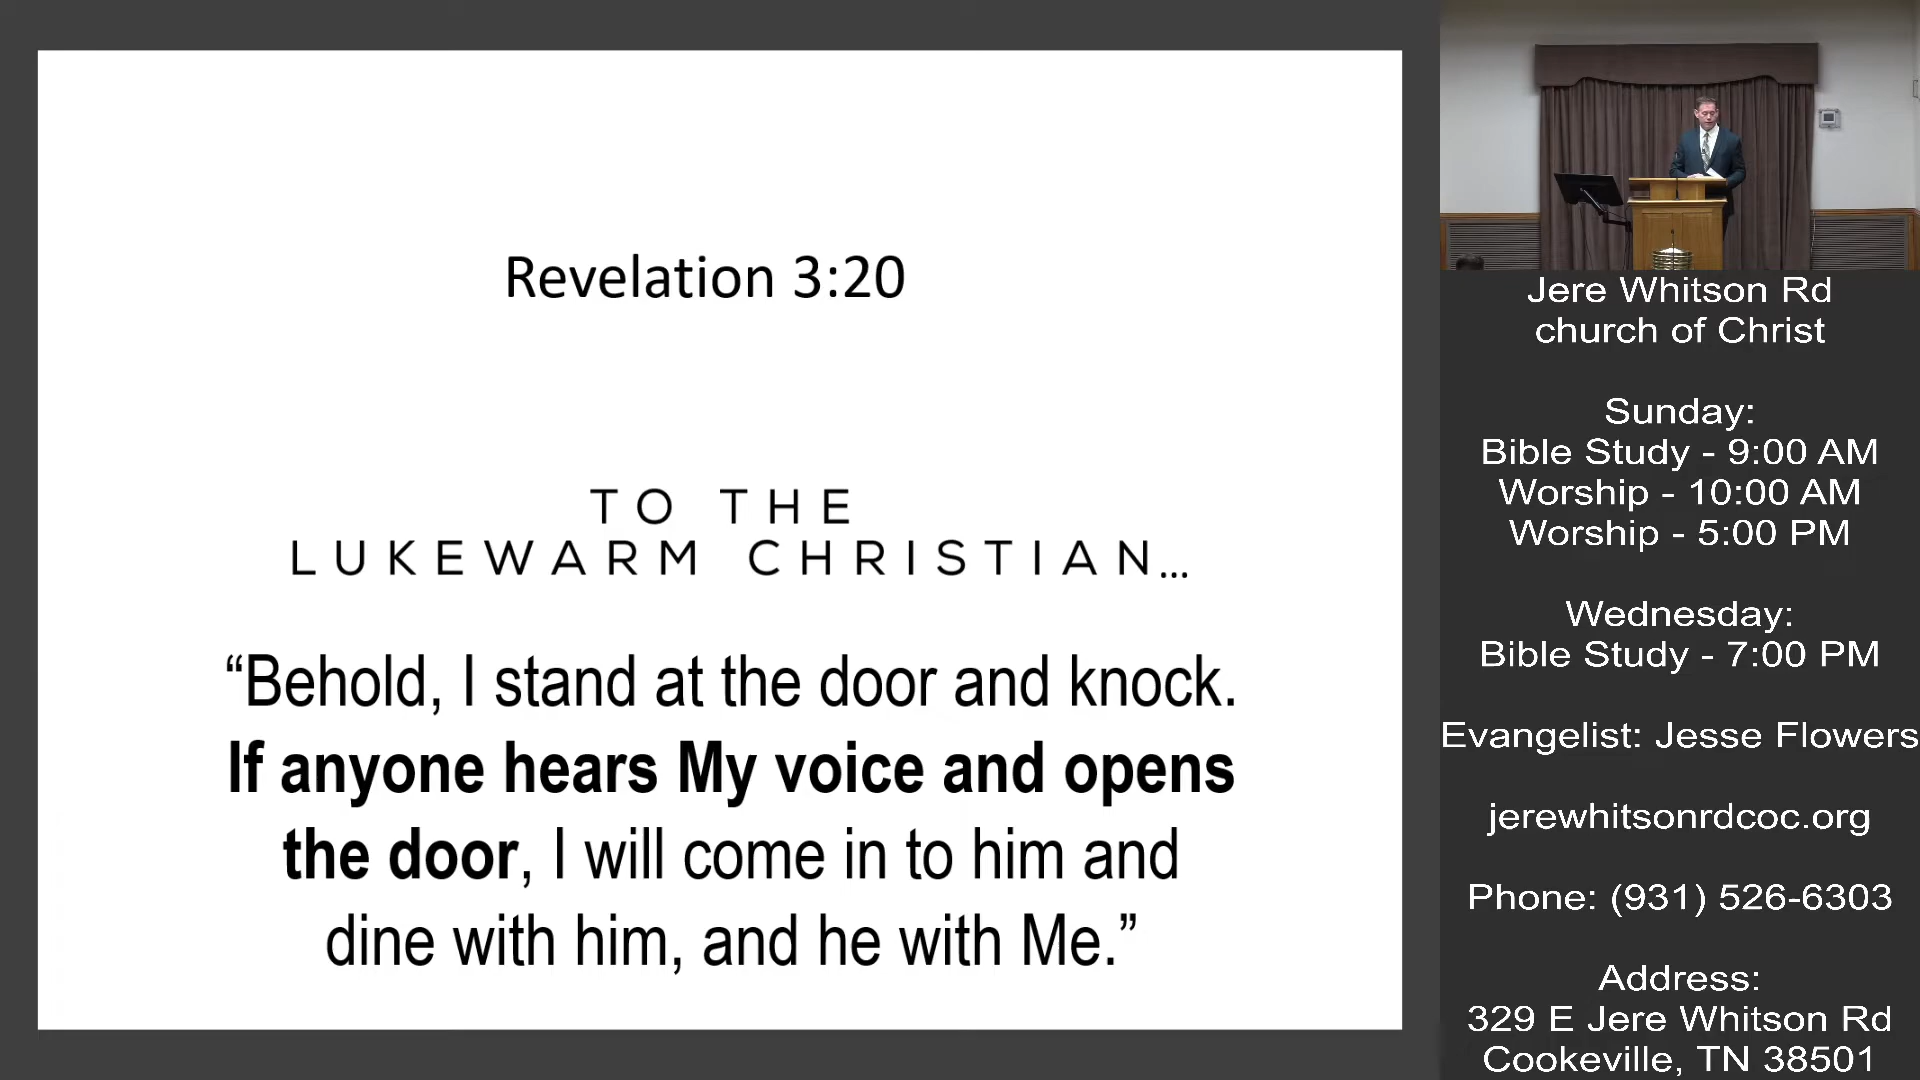 Revelation 3:20
TO THE
LUKEWARM CHRISTIAN...
“Behold, I stand at the door and knock.
If anyone hears My voice and opens
the door, I will come in to him and
dine with him, and he with Me.”
Jere Whitson Rd
church of Christ
Sunday:
Bible Study - 9:00 AM
Worship - 10:00 AM
Worship - 5:00 PM
Wednesday:
Bible Study - 7:00 PM
Evangelist: Jesse Flowers
jerewhitsonrdcoc.org
Phone: (931) 526-6303
Address:
329 E Jere Whitson Rd
Cookeville, TN 38501